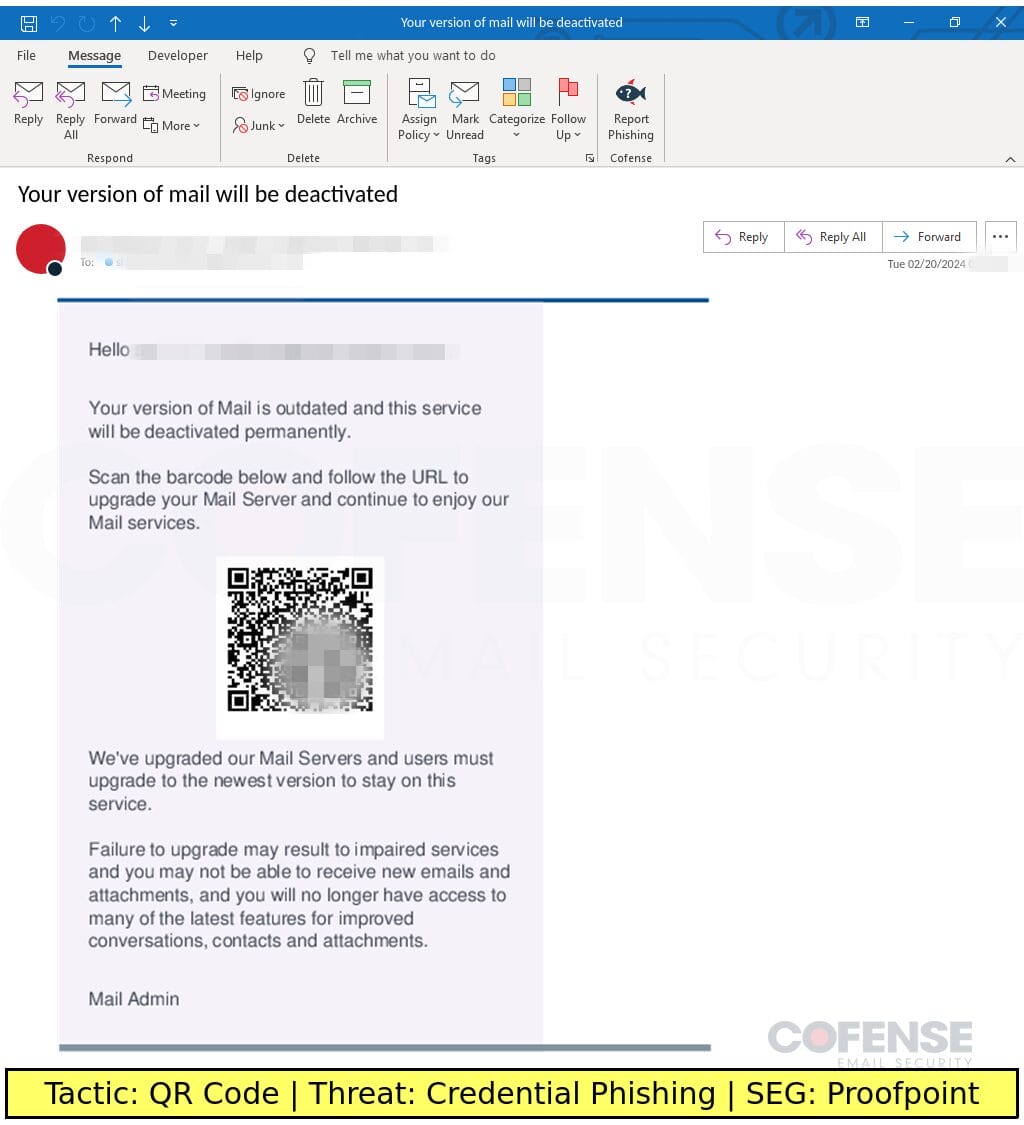 Your version of mail will be deactivated
File Message Developer Help Tell me what you want to do
Reply
Reply All
Forward
Meeting
More
Respond
Ignore
Junk
Delete
Archive
Delete
Assign Policy
Mark Unread
Categorize
Follow Up
Tags
Report Phishing
Cofense
Your version of mail will be deactivated
Reply Reply All Forward
To:
Tue 02/20/2024
Hello
Your version of Mail is outdated and this service
will be deactivated permanently.
Scan the barcode below and follow the URL to
upgrade your Mail Server and continue to enjoy our
Mail services.
We've upgraded our Mail Servers and users must
upgrade to the newest version to stay on this
service.
Failure to upgrade may result to impaired services
and you may not be able to receive new emails and
attachments, and you will no longer have access to
many of the latest features for improved
conversations, contacts and attachments.
Mail Admin
COFENSE
EMAIL SECURITY
COFENSE
EMAIL SECURITY
Tactic: QR Code | Threat: Credential Phishing | SEG: Proofpoint